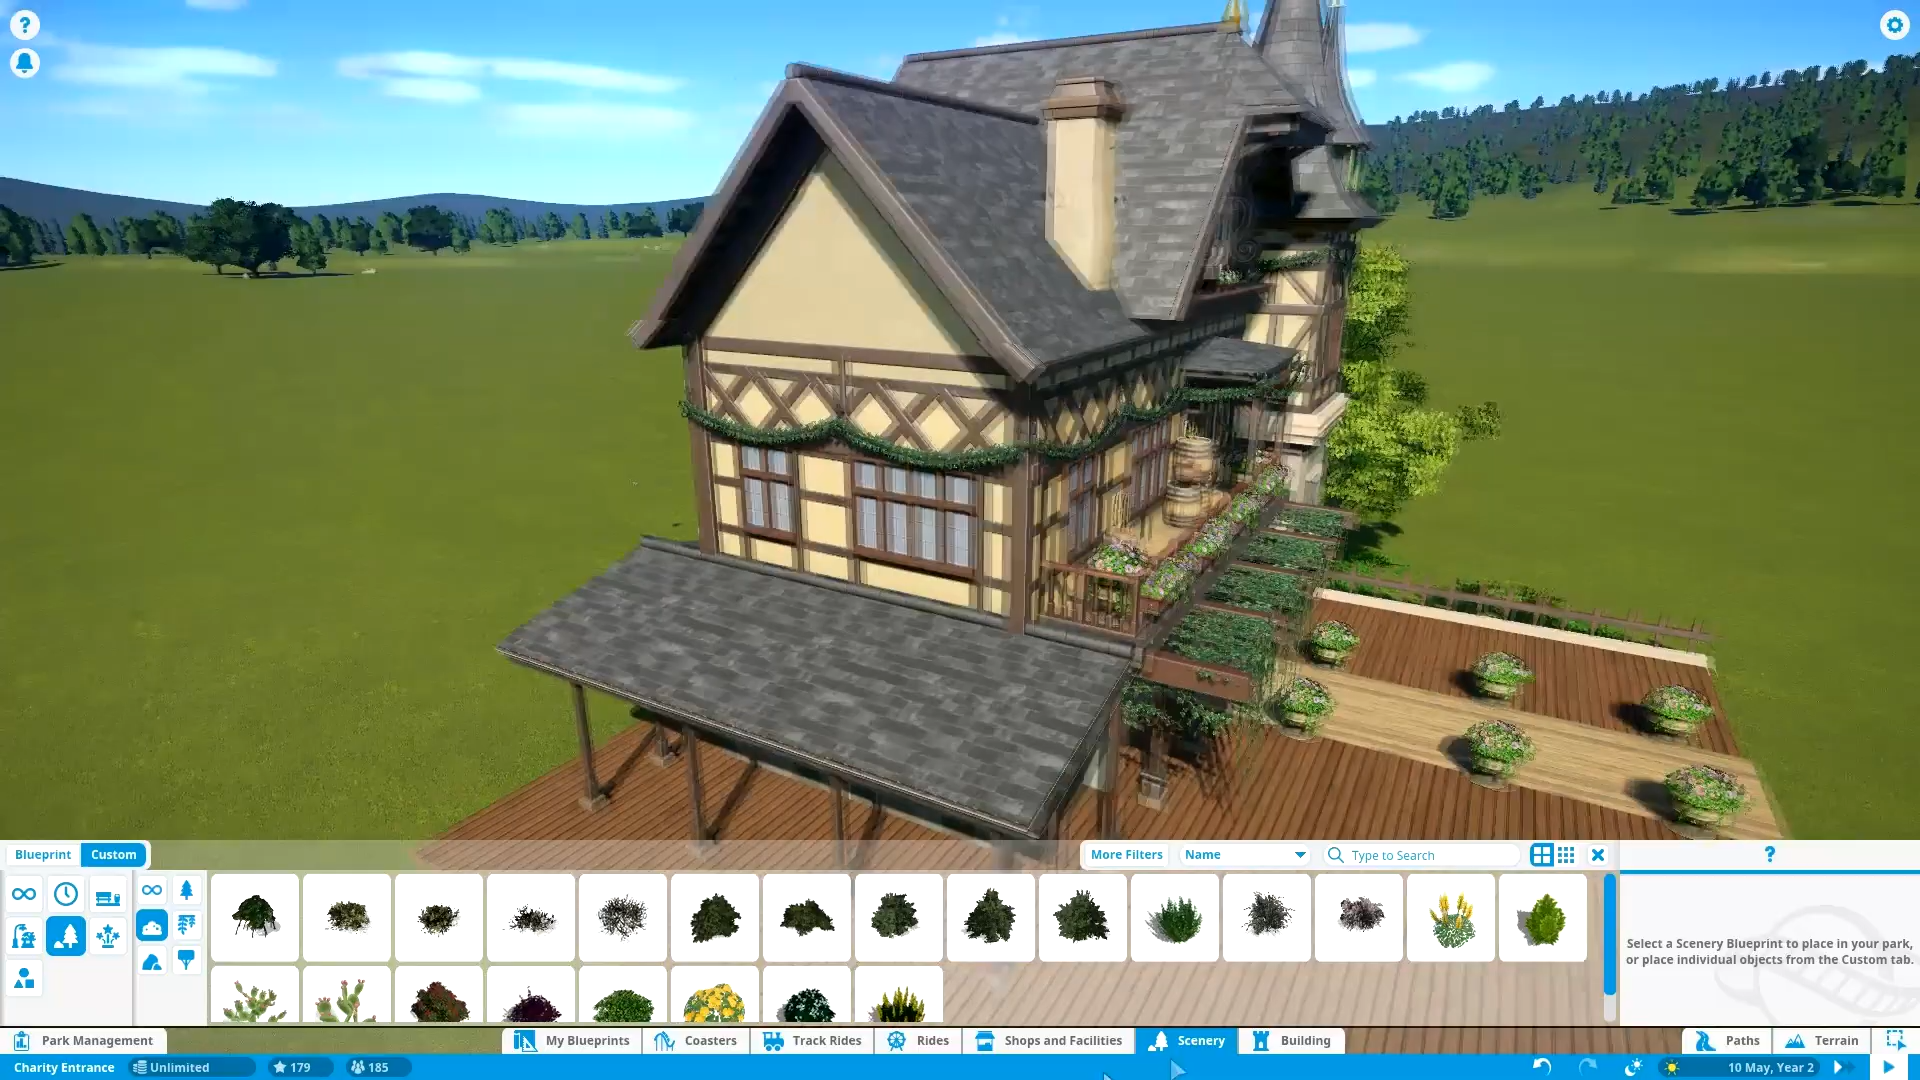 ?
Blueprint
Custom
More Filters
Name
Type to Search
?
Select a Scenery Blueprint to place in your park,
or place individual objects from the Custom tab.
Park Management
My Blueprints
Coasters
Track Rides
Rides
Shops and Facilities
Scenery
Building
Paths
Terrain
Charity Entrance
Unlimited
179
185
10 May, Year 2